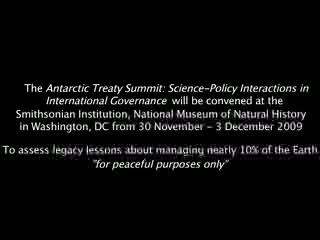 The Antarctic Treaty Summit: Science-Policy Interactions in
International Governance will be convened at the
Smithsonian Institution, National Museum of Natural History
in Washington, DC from 30 November - 3 December 2009
To assess legacy lessons about managing nearly 10% of the Earth
"for peaceful purposes only"